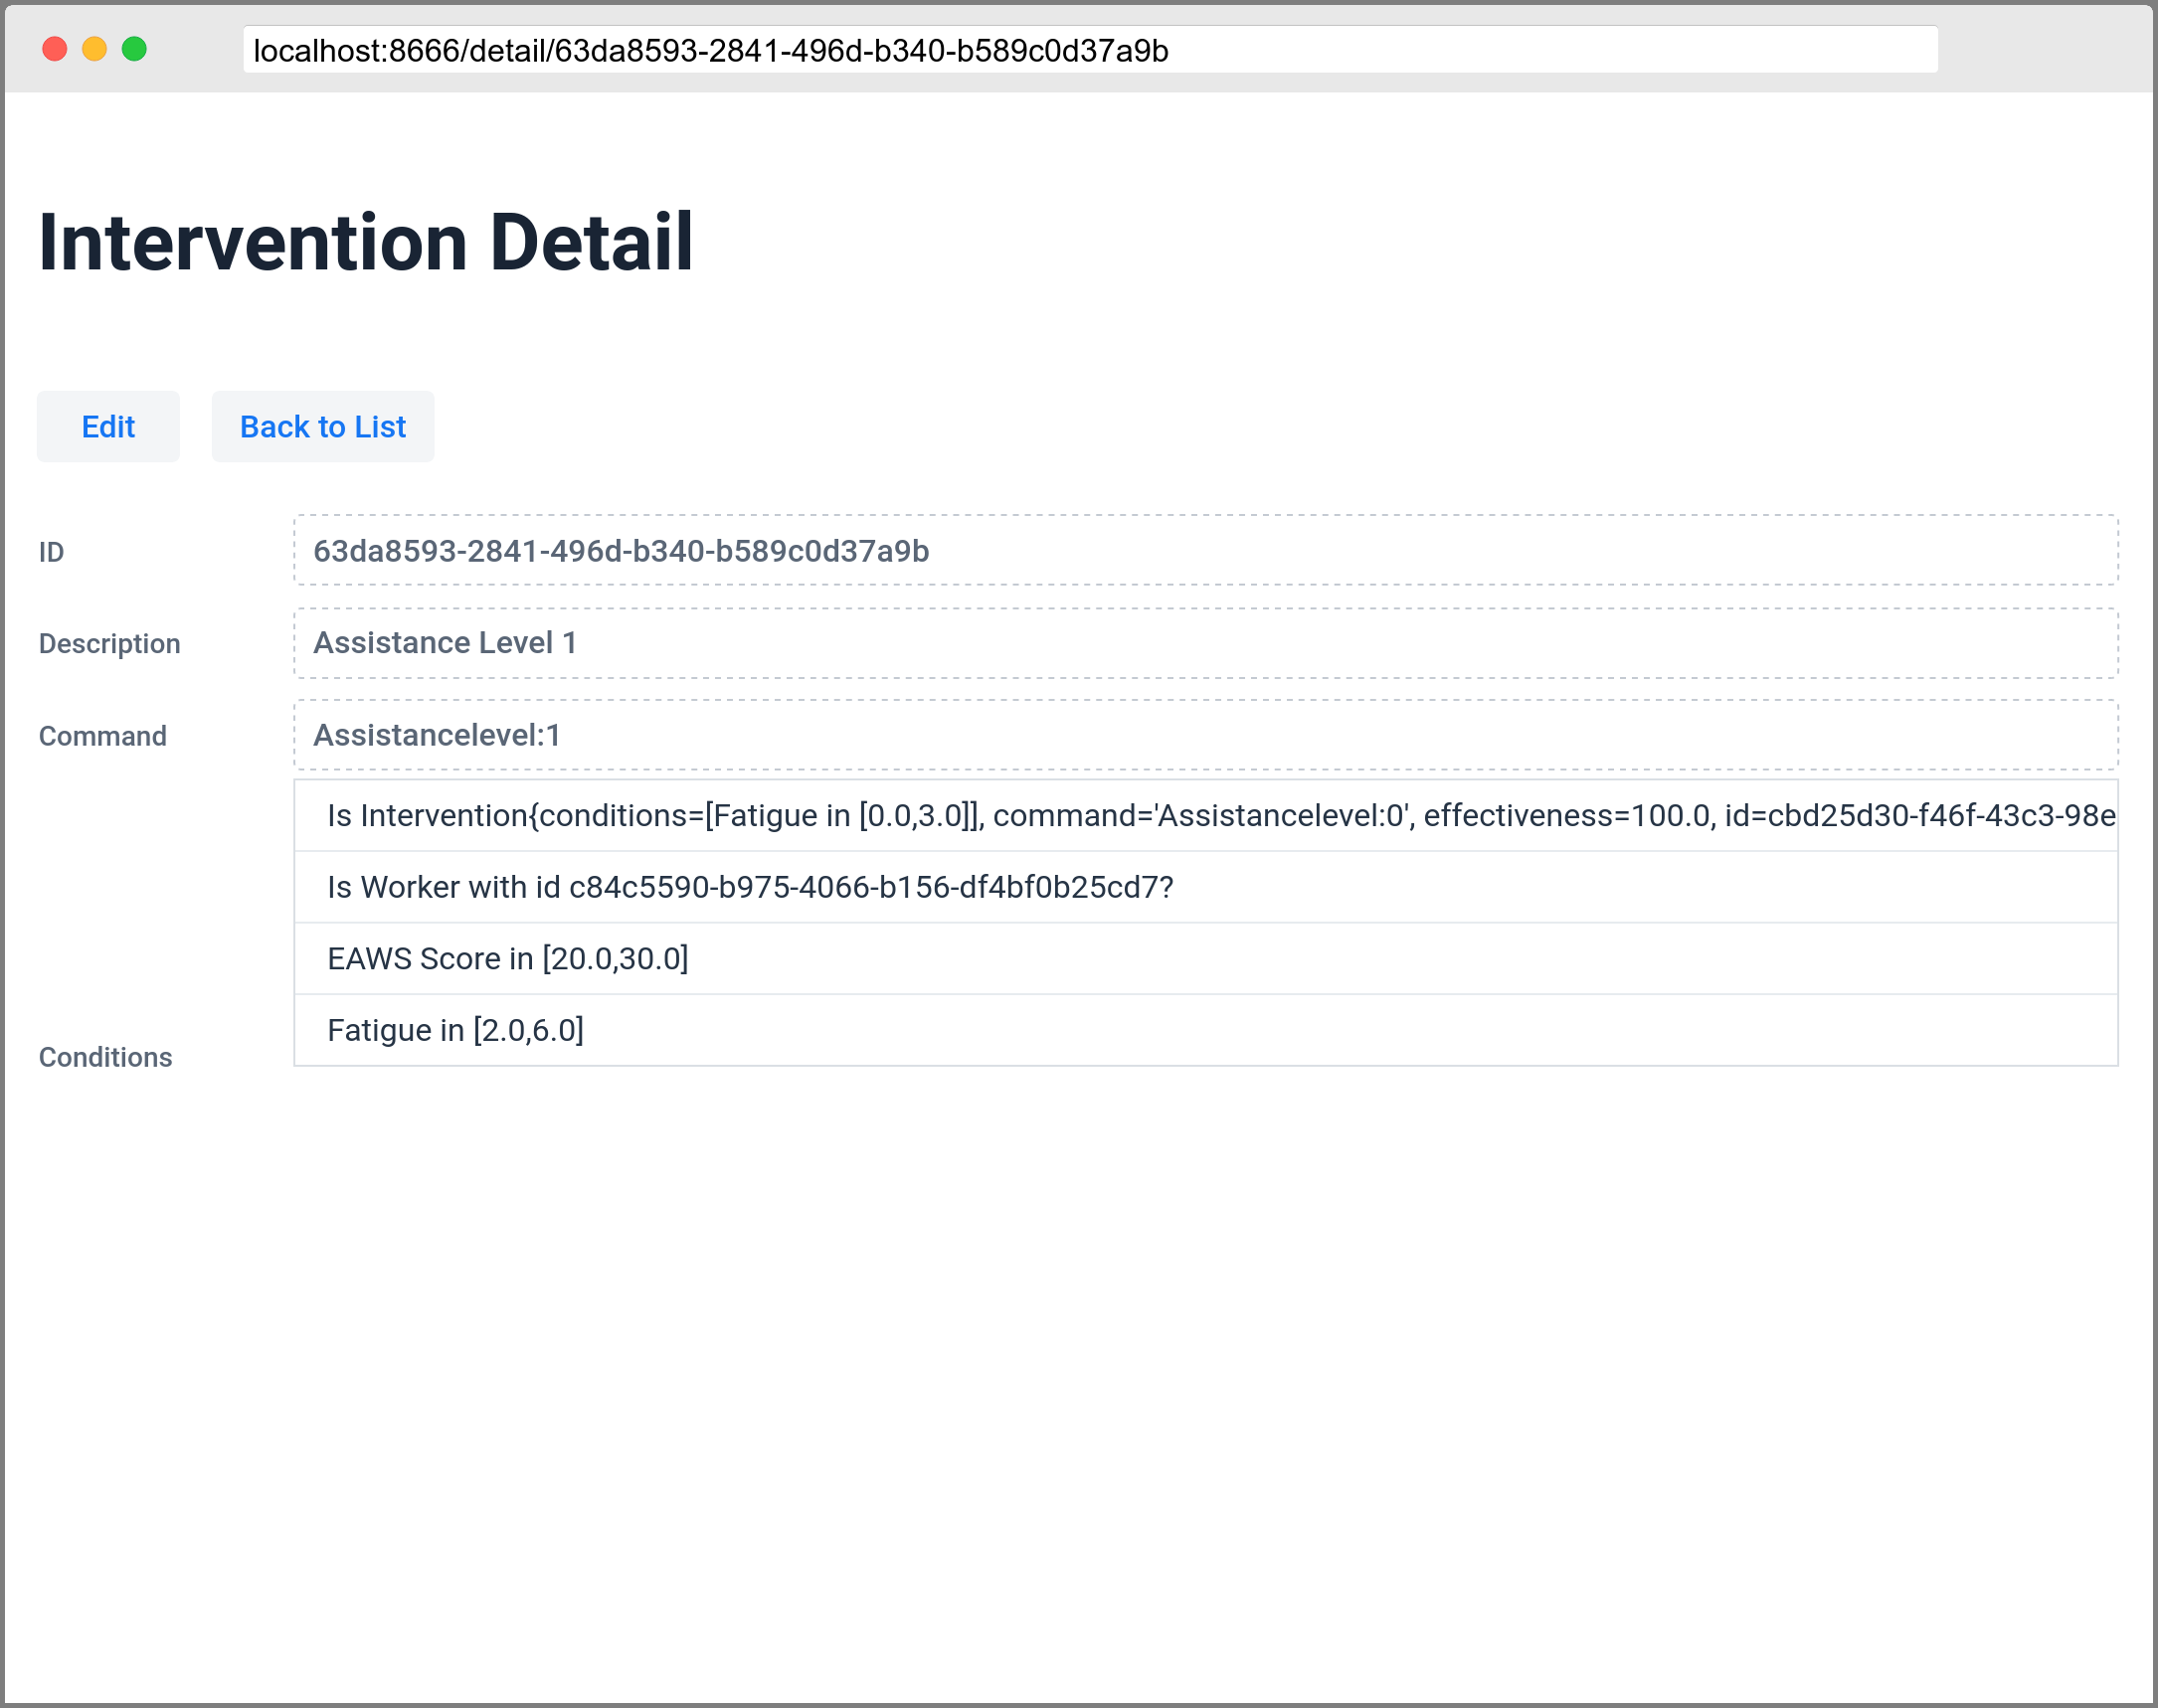 localhost:8666/detail/63da8593-2841-496d-b340-b589c0d37a9b
Intervention Detail
Edit Back to List
ID 63da8593-2841-496d-b340-b589c0d37a9b
Description Assistance Level 1
Command Assistancelevel:1
Is Intervention{conditions=[Fatigue in [0.0,3.0]], command='Assistancelevel:0', effectiveness=100.0, id=cbd25d30-f46f-43c3-98e
Is Worker with id c84c5590-b975-4066-b156-df4bf0b25cd7?
EAWS Score in [20.0,30.0]
Fatigue in [2.0,6.0]
Conditions